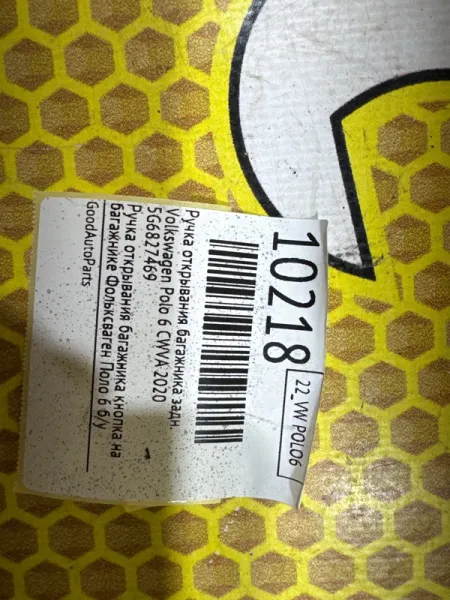 10218
22_VW POLO6
Ручка открывания багажника задн.
Volkswagen Polo 6 CWVA 2020
5G6827469
Ручка открывания багажника кнопка на
багажнике Фольксваген Поло 6 б/у
GoodAutoParts